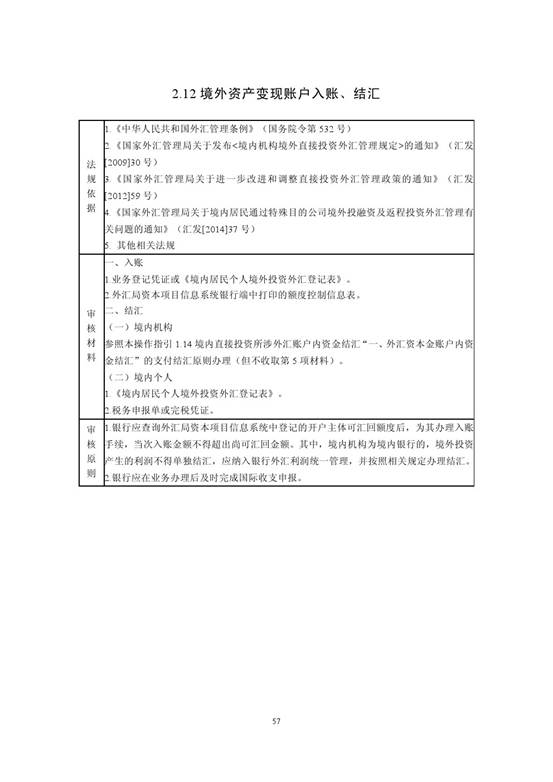 2.12 境外资产变现账户入账、结汇
法规依据
1.《中华人民共和国外汇管理条例》（国务院令第 532 号）
2.《国家外汇管理局关于发布<境内机构境外直接投资外汇管理规定>的通知》（汇发
[2009]30 号）
3.《国家外汇管理局关于进一步改进和调整直接投资外汇管理政策的通知》（汇发
[2012]59 号）
4.《国家外汇管理局关于境内居民通过特殊目的公司境外投融资及返程投资外汇管理有
关问题的通知》（汇发[2014]37 号）
5. 其他相关法规
审核材料
一、入账
1.业务登记凭证或《境内居民个人境外投资外汇登记表》。
2.外汇局资本项目信息系统银行端中打印的额度控制信息表。
二、结汇
（一）境内机构
参照本操作指引 1.14 境内直接投资所涉外汇账户内资金结汇“一、外汇资本金账户内资
金结汇”的支付结汇原则办理（但不收取第 5 项材料）。
（二）境内个人
1.《境内居民个人境外投资外汇登记表》。
2.税务申报单或完税凭证。
审核原则
1.银行应查询外汇局资本项目信息系统中登记的开户主体可汇回额度后，为其办理入账
手续，当次入账金额不得超出尚可汇回金额。其中，境内机构为境内银行的，境外投资
产生的利润不得单独结汇，应纳入银行外汇利润统一管理，并按照相关规定办理结汇。
2.银行应在业务办理后及时完成国际收支申报。
57